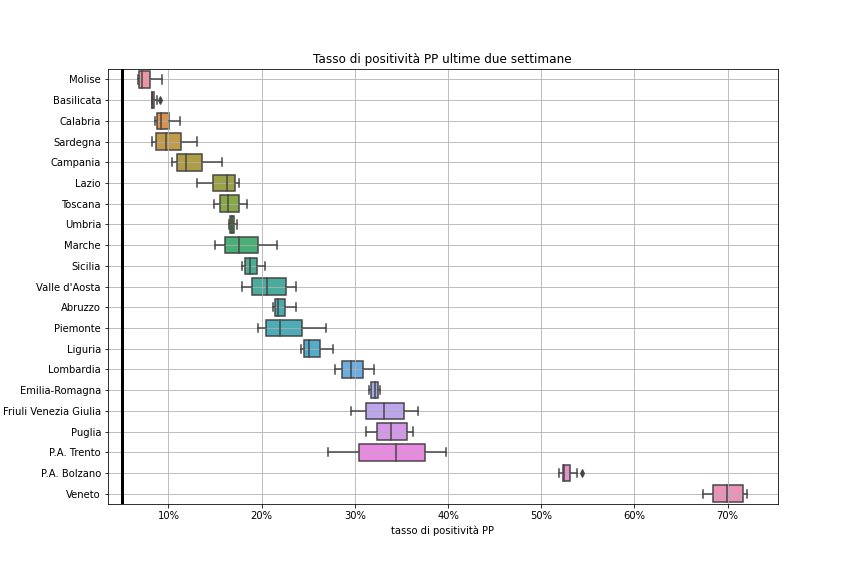 Tasso di positività PP ultime due settimane
Molise
Basilicata
Calabria
Sardegna
Campania
Lazio
Toscana
Umbria
Marche
Sicilia
Valle d'Aosta
Abruzzo
Piemonte
Liguria
Lombardia
Emilia-Romagna
Friuli Venezia Giulia
Puglia
P.A. Trento
P.A. Bolzano
Veneto
10% 20% 30% 40% 50% 60% 70%
tasso di positività PP